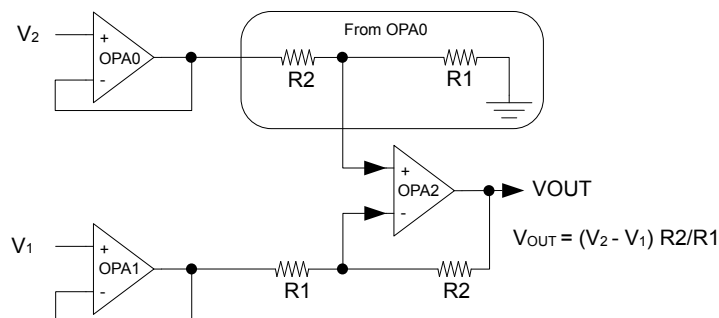 From OPA0
V2
+
OPA0
-
R2
R1
+
OPA2
-
VOUT
VOUT = (V2 - V1) R2/R1
V1
+
OPA1
-
R1
R2